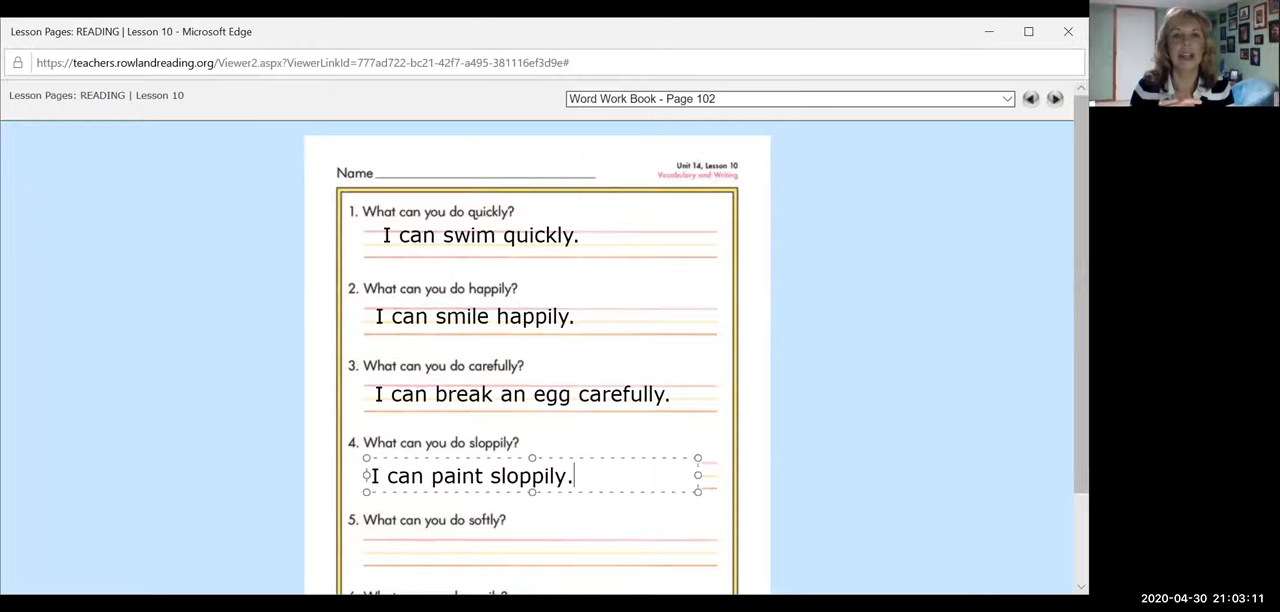 Lesson Pages: READING | Lesson 10 - Microsoft Edge
https://teachers.rowlandreading.org/Viewer2.aspx?ViewerLinkId=777ad722-bc21-42f7-a495-381116ef3d9e#
Lesson Pages: READING | Lesson 10
Word Work Book - Page 102
Name
Unit 14, Lesson 10
Vocabulary and Writing
1. What can you do quickly?
I can swim quickly.
2. What can you do happily?
I can smile happily.
3. What can you do carefully?
I can break an egg carefully.
4. What can you do sloppily?
I can paint sloppily.
5. What can you do softly?
2020-04-30 21:03:11